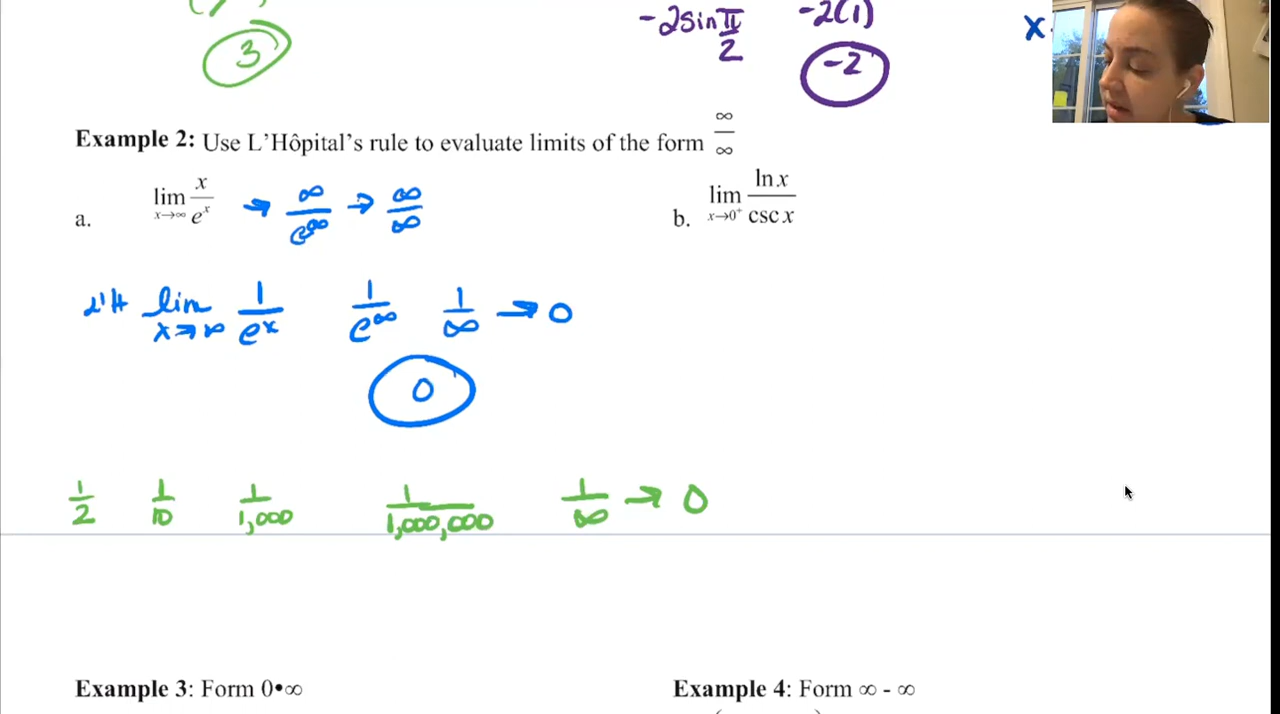 3
-2sin π/2
-2(1)
-2
x
Example 2: Use L'Hôpital's rule to evaluate limits of the form ∞/∞
a. lim x→∞ x/e^x → ∞/e^∞ → ∞/∞
b. lim x→0⁺ ln x/csc x
L'H lim x→∞ 1/e^x 1/e^∞ 1/∞ → 0
0
1/2 1/10 1/1,000 1/1,000,000 1/∞ → 0
Example 3: Form 0•∞
Example 4: Form ∞ - ∞